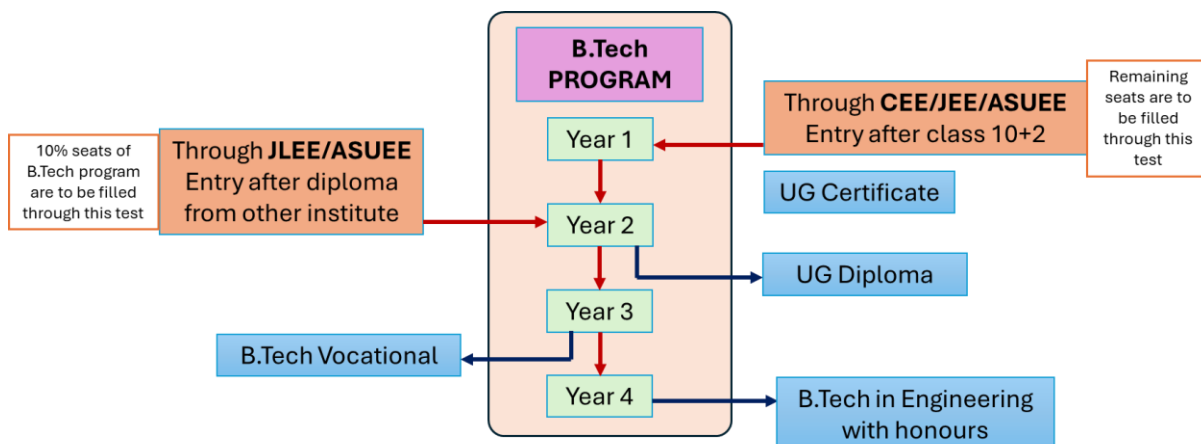 B.Tech
PROGRAM
Year 1
Year 2
Year 3
Year 4
10% seats of
B.Tech program
are to be filled
through this test
Through JLEE/ASUEE
Entry after diploma
from other institute
Through CEE/JEE/ASUEE
Entry after class 10+2
Remaining
seats are to
be filled
through this
test
UG Certificate
UG Diploma
B.Tech Vocational
B.Tech in Engineering
with honours